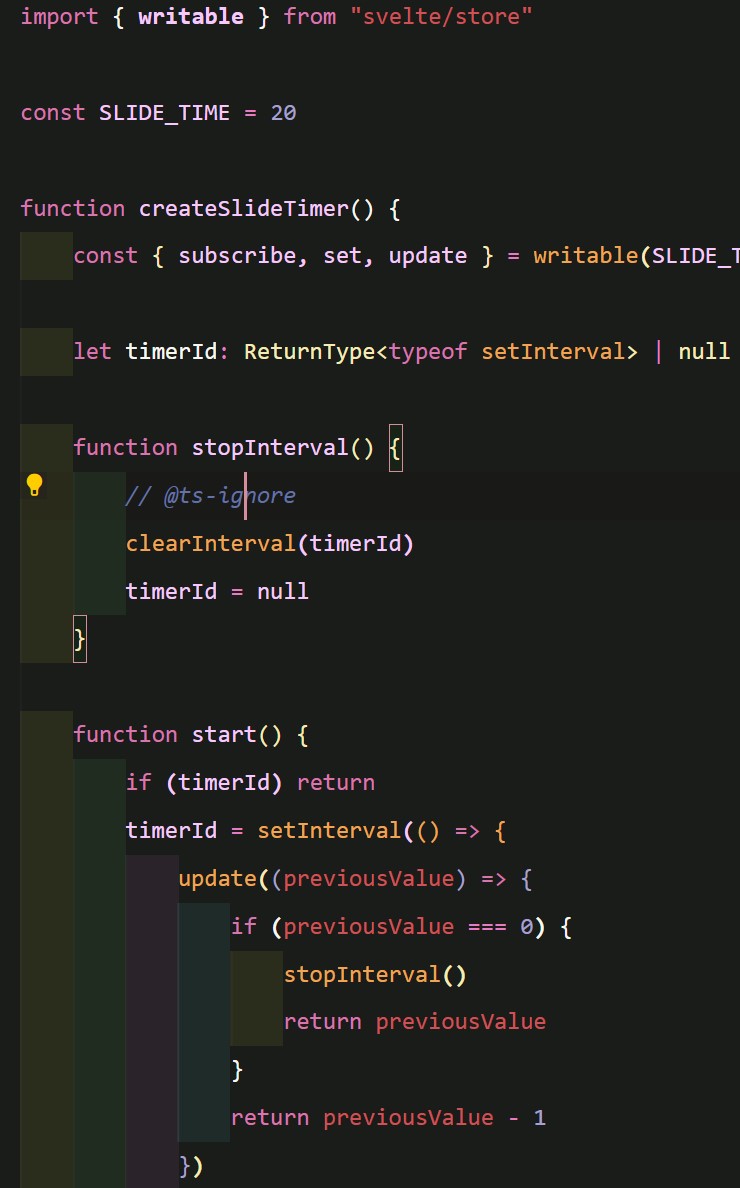 import { writable } from "svelte/store"
const SLIDE_TIME = 20
function createSlideTimer() {
const { subscribe, set, update } = writable(SLIDE_T
let timerId: ReturnType<typeof setInterval> | null
function stopInterval() {
// @ts-ignore
clearInterval(timerId)
timerId = null
}
function start() {
if (timerId) return
timerId = setInterval(() => {
update((previousValue) => {
if (previousValue === 0) {
stopInterval()
return previousValue
}
return previousValue - 1
})